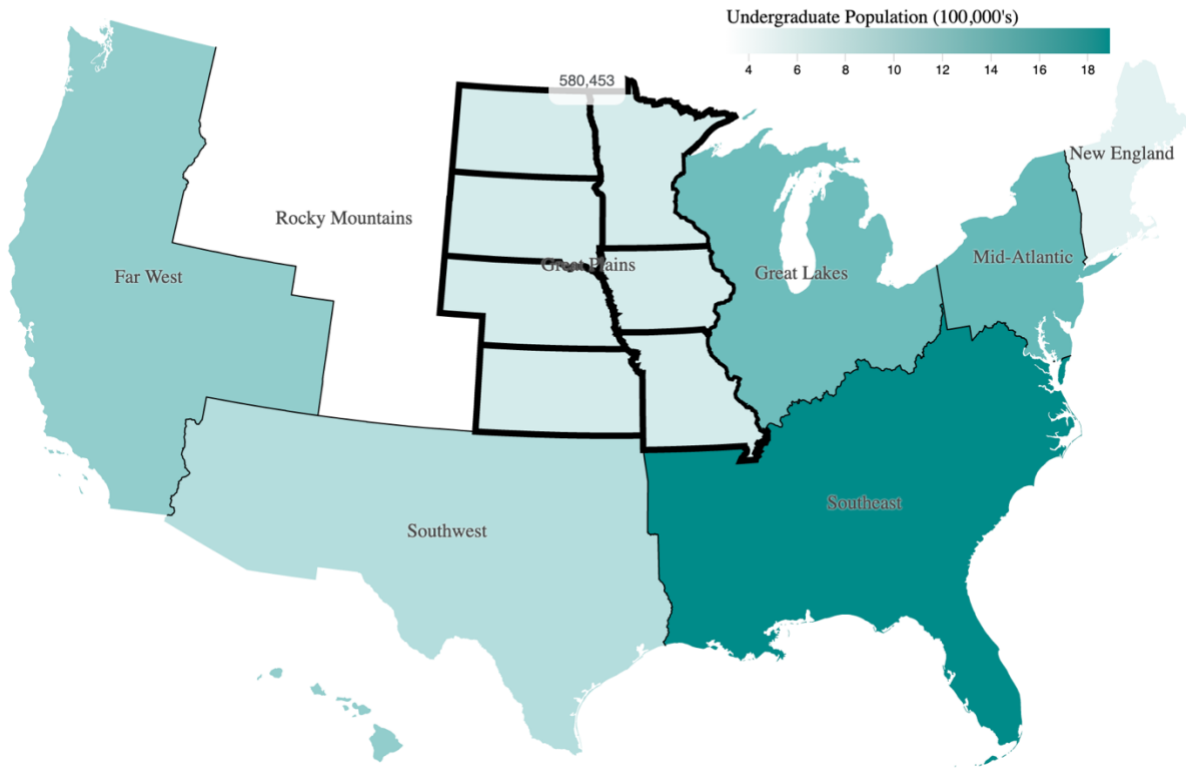 Undergraduate Population (100,000's)
4 6 8 10 12 14 16 18
580,453
New England
Rocky Mountains
Far West
Great Plains
Great Lakes
Mid-Atlantic
Southeast
Southwest